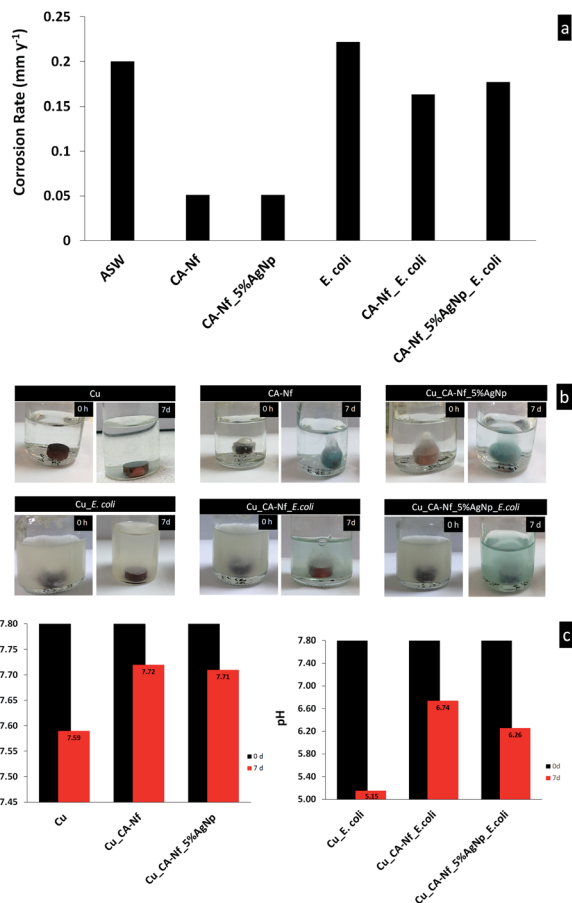 a
Corrosion Rate (mm y-1)
0.25
0.2
0.15
0.1
0.05
0
ASW
CA-Nf
CA-Nf_5%AgNp
E. coli
CA-Nf_ E. coli
CA-Nf_5%AgNp_ E. coli
b
Cu
0 h
7d
CA-Nf
0 h
7d
Cu_CA-Nf_5%AgNp
0 h
7d
Cu_E. coli
0 h
7d
Cu_CA-Nf_E.coli
0 h
7d
Cu_CA-Nf_5%AgNp_E.coli
0 h
7d
c
7.80
7.75
7.70
7.65
7.60
7.55
7.50
7.45
7.59
7.72
7.71
0 d
7 d
Cu
Cu_CA-Nf
Cu_CA-Nf_5%AgNp
pH
7.80
7.40
7.00
6.60
6.20
5.80
5.40
5.00
5.15
6.74
6.26
0d
7d
Cu_E. coli
Cu_CA-Nf_E.coli
Cu_CA-Nf_5%AgNp_E.coli